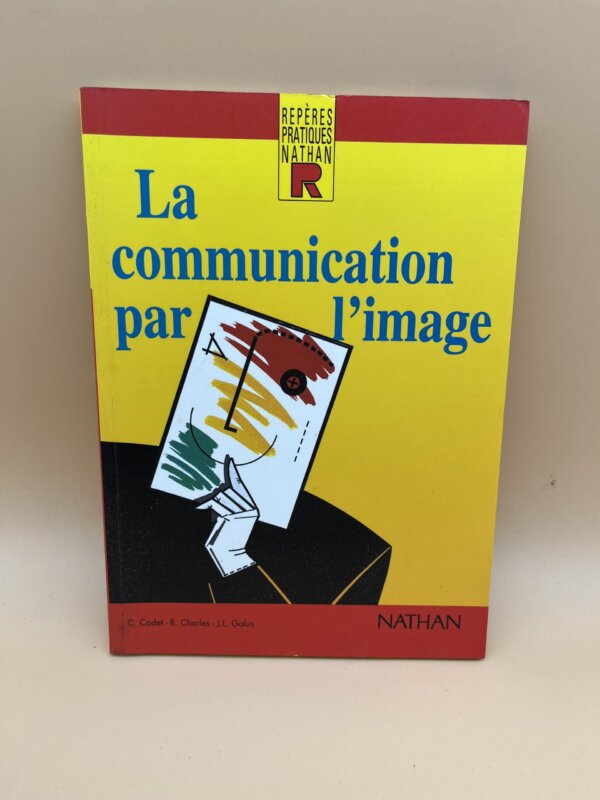 REPÈRES
PRATIQUES
NATHAN
R
La
communication
par l'image
C. Cadet - R. Charles - J.L. Galus
NATHAN